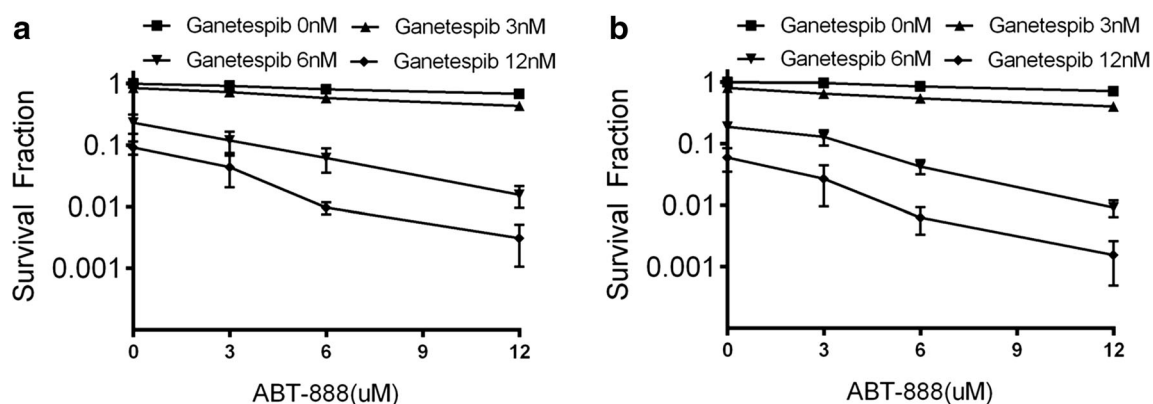 a
Ganetespib 0nM
Ganetespib 3nM
Ganetespib 6nM
Ganetespib 12nM
Survival Fraction
1
0.1
0.01
0.001
0
3
6
9
12
ABT-888(uM)
b
Ganetespib 0nM
Ganetespib 3nM
Ganetespib 6nM
Ganetespib 12nM
Survival Fraction
1
0.1
0.01
0.001
0
3
6
9
12
ABT-888(uM)